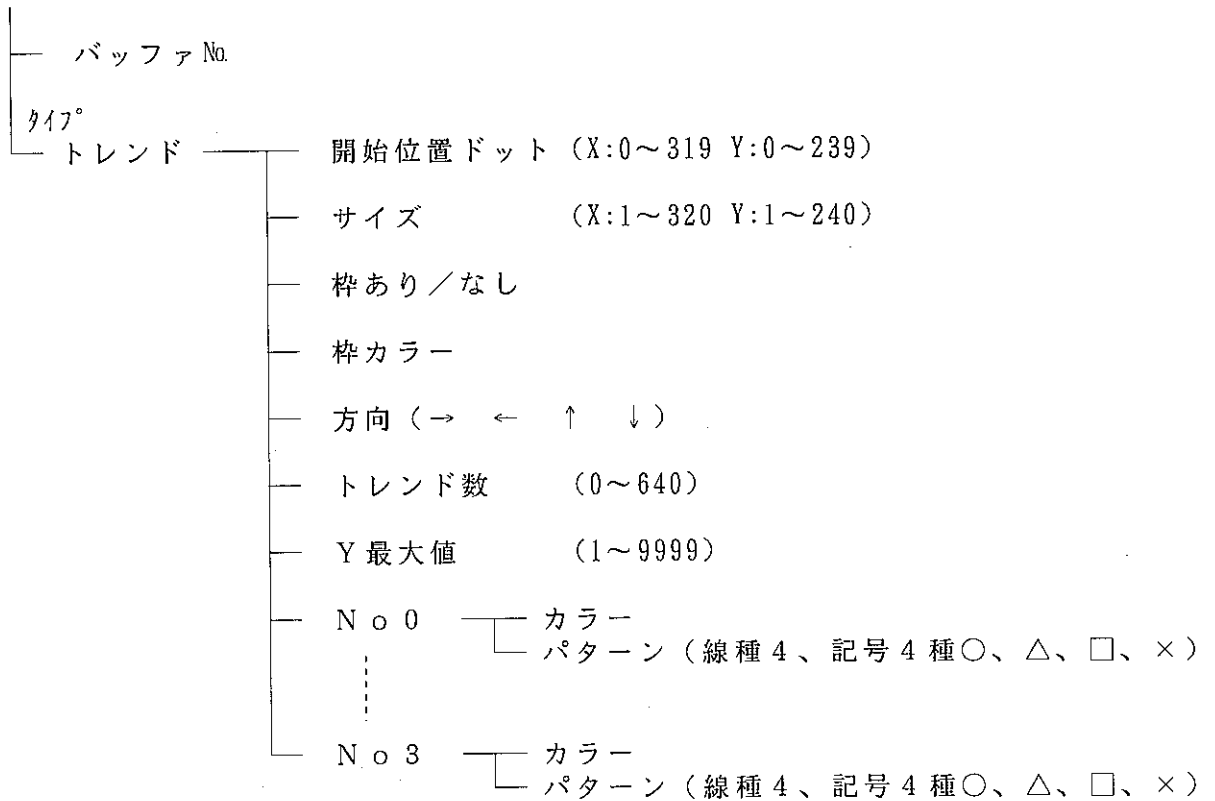 バッファ№
ﾀｲﾌﾟ
トレンド
開始位置ドット (X:0～319 Y:0～239)
サイズ (X:1～320 Y:1～240)
枠あり／なし
枠カラー
方向 (→ ← ↑ ↓)
トレンド数 (0～640)
Y最大値 (1～9999)
No0 カラー
パターン (線種4、記号4種○、△、□、×)
No3 カラー
パターン (線種4、記号4種○、△、□、×)